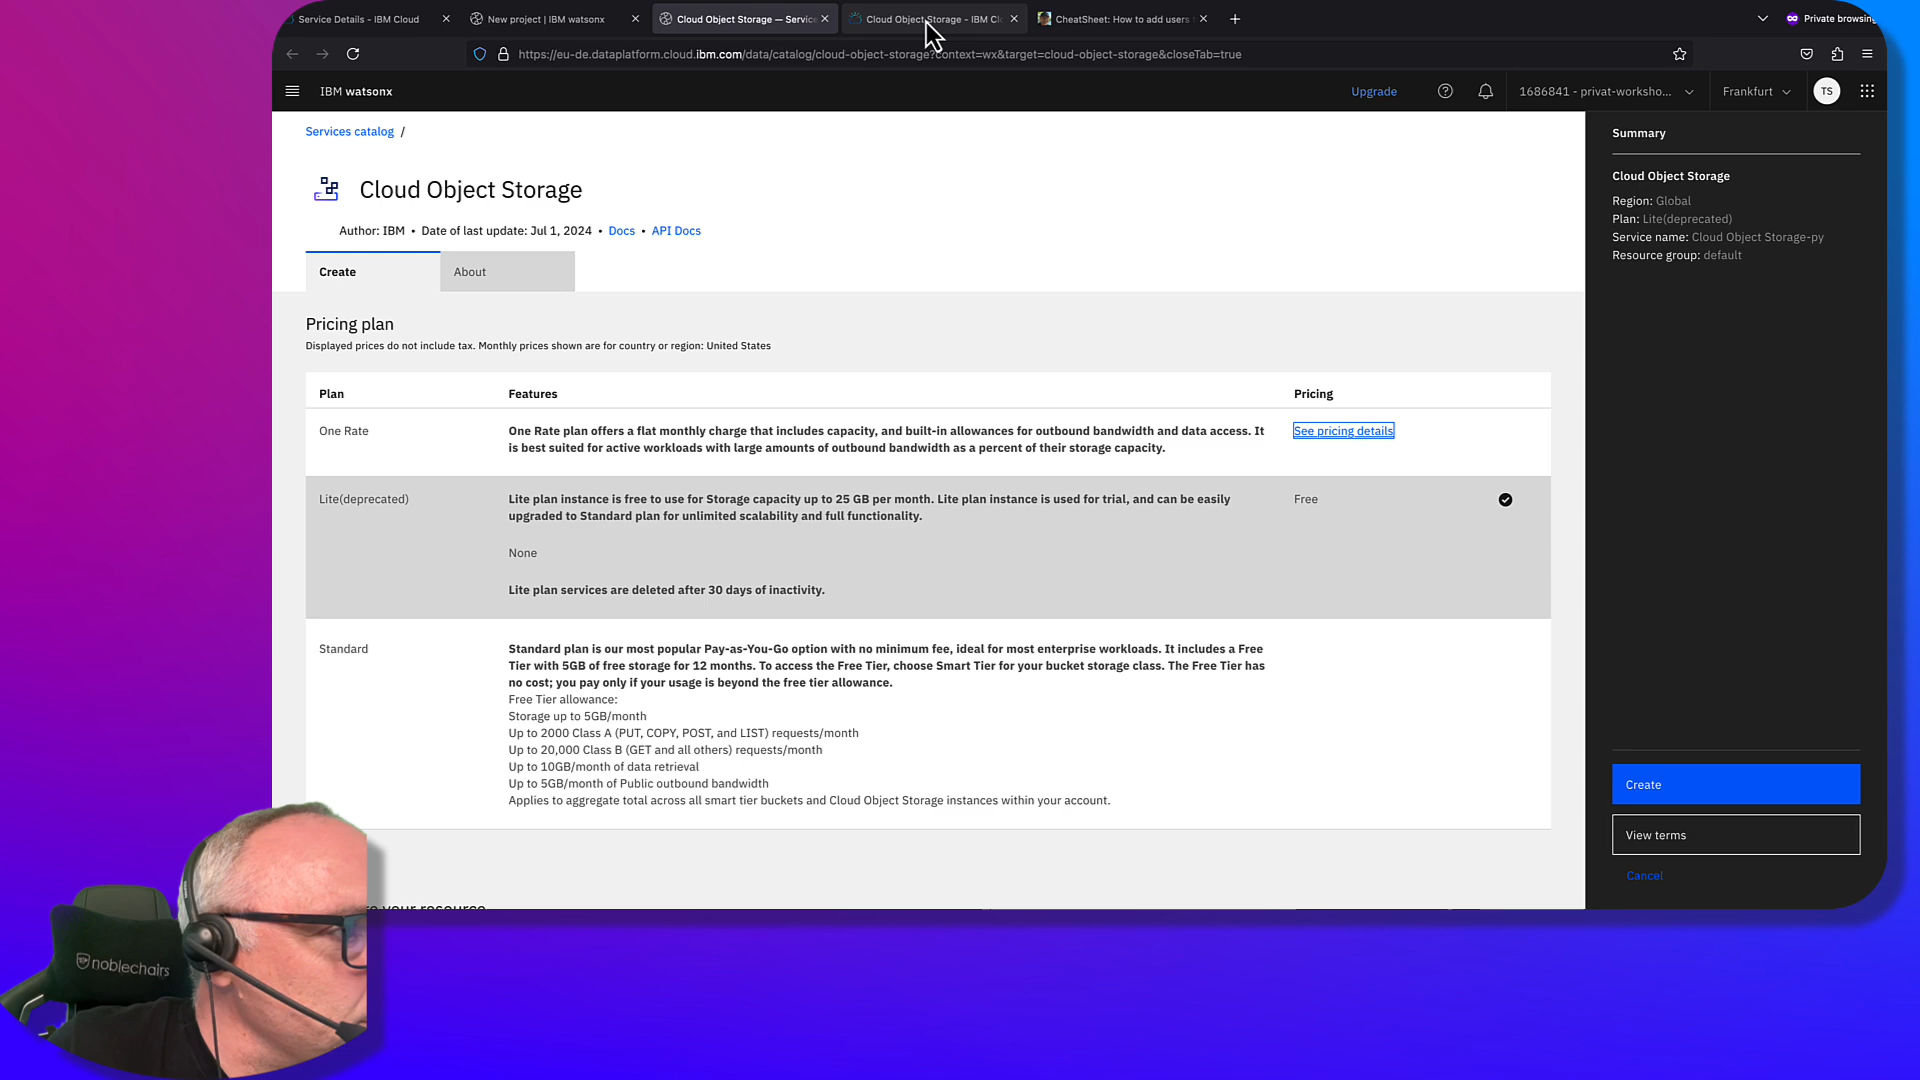 Service Details - IBM Cloud
New project | IBM watsonx
Cloud Object Storage — Service
Cloud Object Storage - IBM Cl
CheatSheet: How to add users
Private browsing
https://eu-de.dataplatform.cloud.ibm.com/data/catalog/cloud-object-storage?context=wx&target=cloud-object-storage&closeTab=true
IBM watsonx
Upgrade
1686841 - privat-worksho...
Frankfurt
TS
Services catalog /
Cloud Object Storage
Author: IBM • Date of last update: Jul 1, 2024 • Docs • API Docs
Create
About
Pricing plan
Displayed prices do not include tax. Monthly prices shown are for country or region: United States
Plan
Features
Pricing
One Rate
One Rate plan offers a flat monthly charge that includes capacity, and built-in allowances for outbound bandwidth and data access. It
is best suited for active workloads with large amounts of outbound bandwidth as a percent of their storage capacity.
See pricing details
Lite(deprecated)
Lite plan instance is free to use for Storage capacity up to 25 GB per month. Lite plan instance is used for trial, and can be easily
upgraded to Standard plan for unlimited scalability and full functionality.
None
Lite plan services are deleted after 30 days of inactivity.
Free
Standard
Standard plan is our most popular Pay-as-You-Go option with no minimum fee, ideal for most enterprise workloads. It includes a Free
Tier with 5GB of free storage for 12 months. To access the Free Tier, choose Smart Tier for your bucket storage class. The Free Tier has
no cost; you pay only if your usage is beyond the free tier allowance.
Free Tier allowance:
Storage up to 5GB/month
Up to 2000 Class A (PUT, COPY, POST, and LIST) requests/month
Up to 20,000 Class B (GET and all others) requests/month
Up to 10GB/month of data retrieval
Up to 5GB/month of Public outbound bandwidth
Applies to aggregate total across all smart tier buckets and Cloud Object Storage instances within your account.
your resource
Summary
Cloud Object Storage
Region: Global
Plan: Lite(deprecated)
Service name: Cloud Object Storage-py
Resource group: default
Create
View terms
Cancel
noblechairs